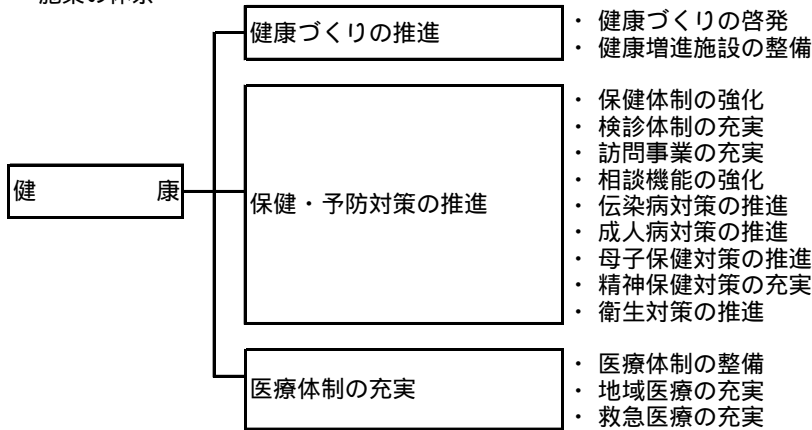 施策の体系
健康づくりの推進
・ 健康づくりの啓発
・ 健康増進施設の整備
健　　　　　　康
保健・予防対策の推進
・ 保健体制の強化
・ 検診体制の充実
・ 訪問事業の充実
・ 相談機能の強化
・ 伝染病対策の推進
・ 成人病対策の推進
・ 母子保健対策の推進
・ 精神保健対策の充実
・ 衛生対策の推進
医療体制の充実
・ 医療体制の整備
・ 地域医療の充実
・ 救急医療の充実